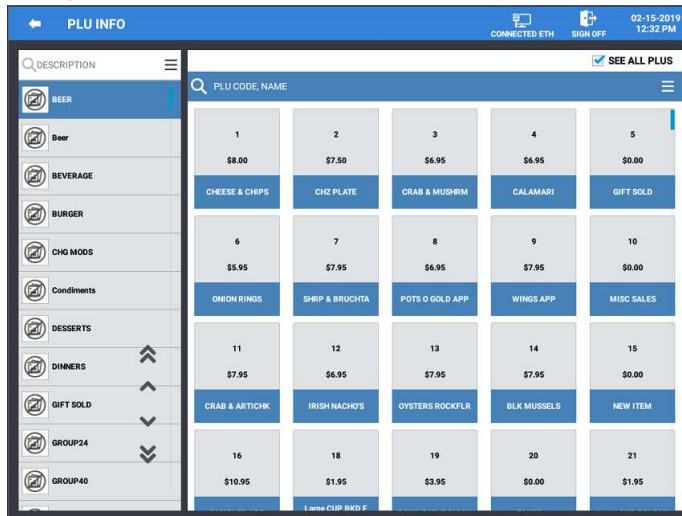 PLU INFO
CONNECTED ETH
SIGN OFF
02-15-2019
12:32 PM
DESCRIPTION
SEE ALL PLUS
PLU CODE, NAME
BEER
Beer
BEVERAGE
BURGER
CHG MODS
Condiments
DESSERTS
DINNERS
GIFT SOLD
GROUP24
GROUP40
1 2 3 4 5
$8.00 $7.50 $6.95 $6.95 $0.00
CHEESE & CHIPS CHZ PLATE CRAB & MUSHRM CALAMARI GIFT SOLD
6 7 8 9 10
$5.95 $7.95 $6.95 $7.95 $0.00
ONION RINGS SHRP & BRUCHTA POTS O GOLD APP WINGS APP MISC SALES
11 12 13 14 15
$7.95 $6.95 $7.95 $7.95 $0.00
CRAB & ARTICHK IRISH NACHO'S OYSTERS ROCKFLR BLK MUSSELS NEW ITEM
16 18 19 20 21
$10.95 $1.95 $3.95 $0.00 $1.95
Large CUP BKD F